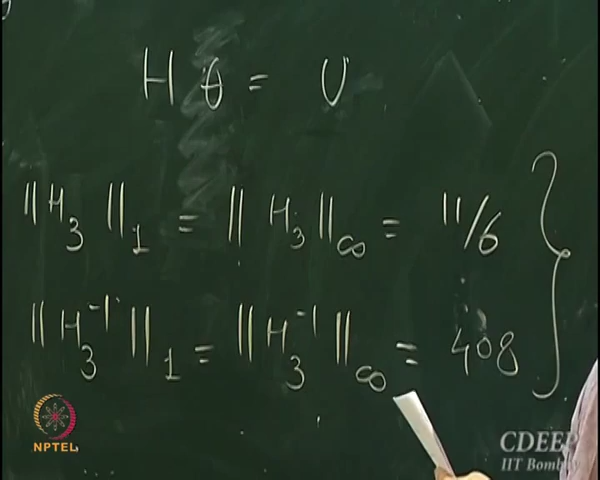 H θ = U
||H₃||₁ = ||H₃||∞ = 11/6
||H₃⁻¹||₁ = ||H₃⁻¹||∞ = 408
NPTEL
CDEEP
IIT Bombay